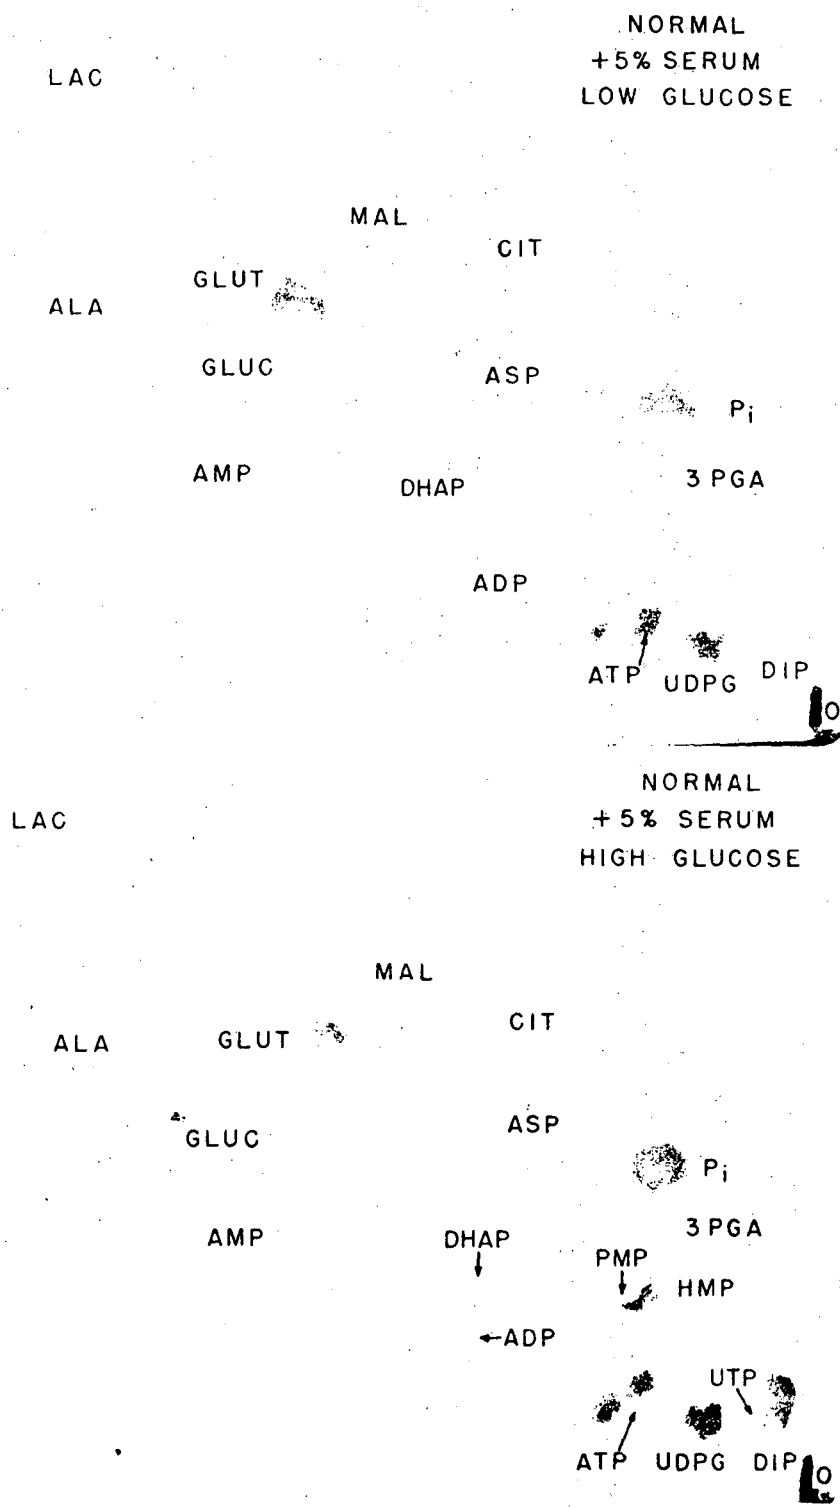 NORMAL
+5% SERUM
LOW GLUCOSE
LAC
MAL
CIT
GLUT
ALA
GLUC
ASP
Pi
AMP
DHAP
3 PGA
ADP
ATP
UDPG
DIP
O
NORMAL
+5% SERUM
HIGH GLUCOSE
LAC
MAL
CIT
ALA
GLUT
GLUC
ASP
Pi
AMP
DHAP
3 PGA
PMP
HMP
ADP
UTP
ATP
UDPG
DIP
O